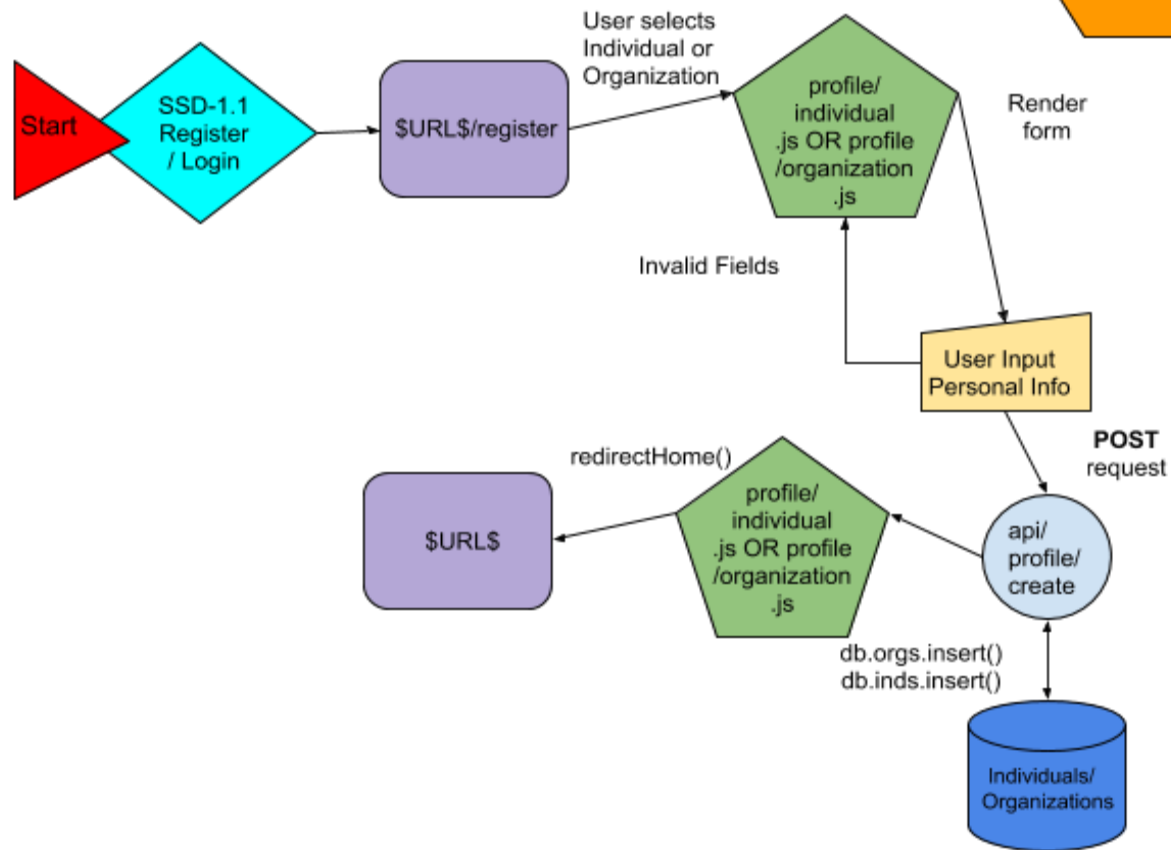 User selects
Individual or
Organization
Start
SSD-1.1
Register
/ Login
$URL$/register
profile/
individual
.js OR profile
/organization
.js
Render
form
Invalid Fields
User Input
Personal Info
POST
request
redirectHome()
$URL$
profile/
individual
.js OR profile
/organization
.js
api/
profile/
create
db.orgs.insert()
db.inds.insert()
Individuals/
Organizations